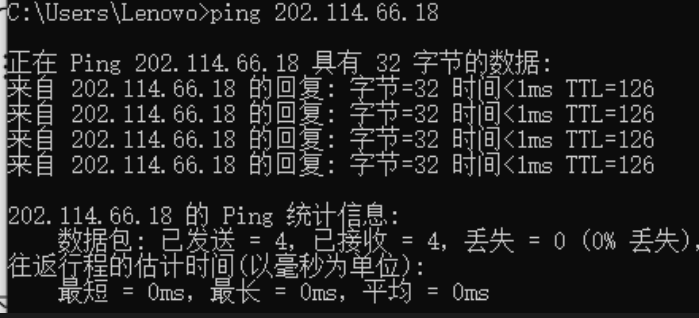 C:\Users\Lenovo>ping 202.114.66.18
正在 Ping 202.114.66.18 具有 32 字节的数据:
来自 202.114.66.18 的回复: 字节=32 时间<1ms TTL=126
来自 202.114.66.18 的回复: 字节=32 时间<1ms TTL=126
来自 202.114.66.18 的回复: 字节=32 时间<1ms TTL=126
来自 202.114.66.18 的回复: 字节=32 时间<1ms TTL=126
202.114.66.18 的 Ping 统计信息:
数据包: 已发送 = 4, 已接收 = 4, 丢失 = 0 (0% 丢失),
往返行程的估计时间(以毫秒为单位):
最短 = 0ms, 最长 = 0ms, 平均 = 0ms